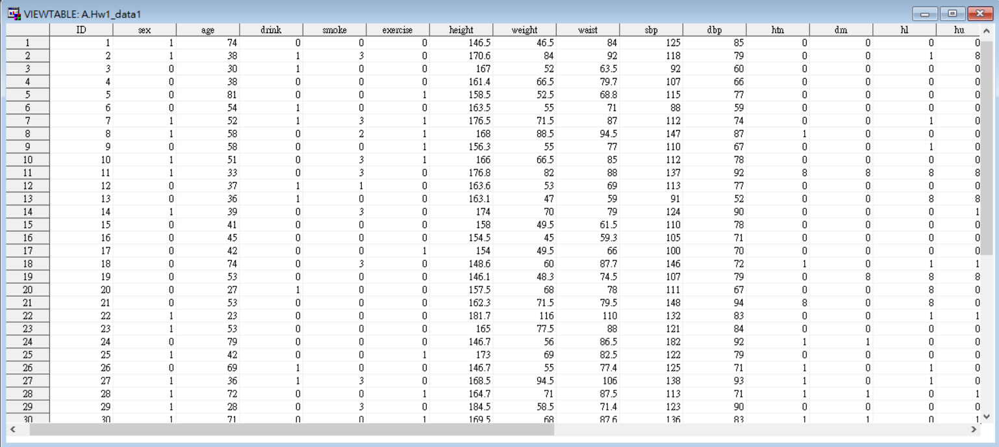 VIEWTABLE: A.Hw1_data1
ID sex age drink smoke exercise height weight waist sbp dbp htn dm hl hu
1 1 1 74 0 0 0 146.5 46.5 84 125 85 0 0 0 0
2 2 1 38 1 3 0 170.6 84 92 118 79 0 0 1 8
3 3 0 30 1 0 0 167 52 63.5 92 60 0 0 0 0
4 4 0 38 0 0 0 161.4 66.5 79.7 107 66 0 0 0 0
5 5 0 81 0 0 1 158.5 52.5 68.8 115 77 0 0 0 0
6 6 0 54 1 0 0 163.5 55 71 88 59 0 0 0 0
7 7 1 52 1 3 1 176.5 71.5 87 112 74 0 0 1 0
8 8 1 58 0 2 1 168 88.5 94.5 147 87 1 0 0 0
9 9 0 58 0 0 1 156.3 55 77 110 67 0 0 1 0
10 10 1 51 0 3 1 166 66.5 85 112 78 0 0 0 0
11 11 1 33 0 3 0 176.8 82 88 137 92 8 8 8 8
12 12 0 37 1 1 0 163.6 53 69 113 77 0 0 0 0
13 13 0 36 1 0 0 163.1 47 59 91 52 0 0 8 8
14 14 1 39 0 3 0 174 70 79 124 90 0 0 0 1
15 15 0 41 0 0 0 158 49.5 61.5 110 78 0 0 0 0
16 16 0 45 0 0 0 154.5 45 59.3 105 71 0 0 0 0
17 17 0 42 0 0 1 154 49.5 66 100 70 0 0 0 0
18 18 0 74 0 3 0 148.6 60 87.7 146 72 1 0 1 1
19 19 0 53 0 0 0 146.1 48.3 74.5 107 79 0 8 8 8
20 20 0 27 1 0 0 157.5 68 78 111 67 0 0 8 0
21 21 0 53 0 0 0 162.3 71.5 79.5 148 94 8 0 8 0
22 22 1 23 0 0 0 181.7 116 110 132 83 0 0 1 1
23 23 1 53 0 0 0 165 77.5 88 121 84 0 0 0 0
24 24 0 79 0 0 0 146.7 56 86.5 182 92 1 1 0 0
25 25 1 42 0 0 1 173 69 82.5 122 79 0 0 0 0
26 26 0 69 1 0 0 146.7 55 77.4 125 71 1 0 1 0
27 27 1 36 1 3 0 168.5 94.5 106 138 93 1 0 1 0
28 28 1 72 0 0 1 164.7 71 87.5 113 71 1 1 0 1
29 29 1 28 0 3 0 184.5 58.5 71.4 123 90 0 0 0 0
30 30 1 71 0 0 1 169.5 68 87.6 136 83 1 1 0 1